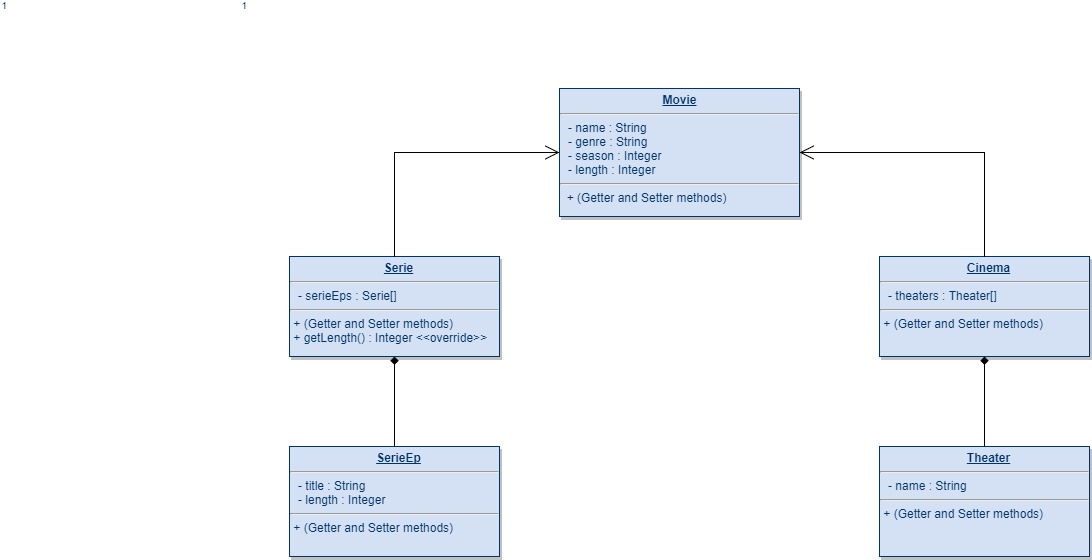 1
1
Movie
- name : String
- genre : String
- season : Integer
- length : Integer
+ (Getter and Setter methods)
Serie
- serieEps : Serie[]
+ (Getter and Setter methods)
+ getLength() : Integer <<override>>
Cinema
- theaters : Theater[]
+ (Getter and Setter methods)
SerieEp
- title : String
- length : Integer
+ (Getter and Setter methods)
Theater
- name : String
+ (Getter and Setter methods)